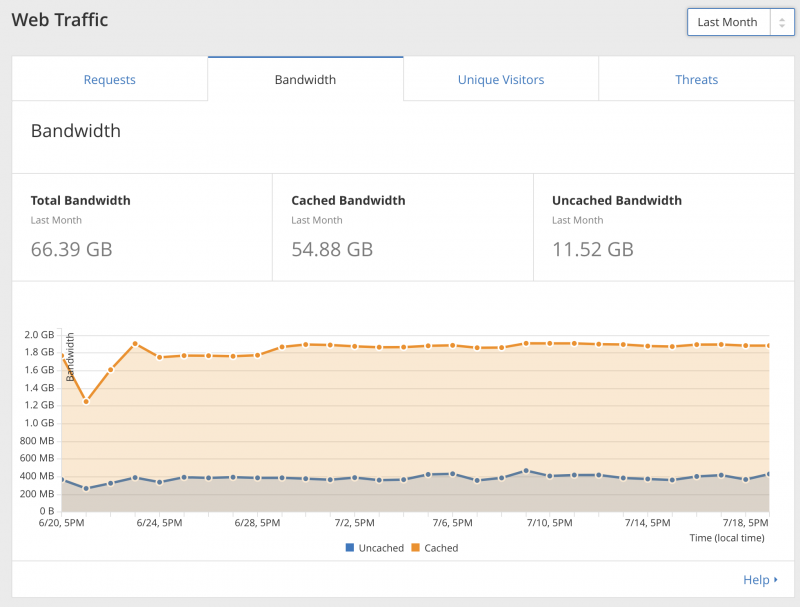 Web Traffic
Last Month
Requests Bandwidth Unique Visitors Threats
Bandwidth
Total Bandwidth Cached Bandwidth Uncached Bandwidth
Last Month Last Month Last Month
66.39 GB 54.88 GB 11.52 GB
Bandwidth
2.0 GB
1.8 GB
1.6 GB
1.4 GB
1.2 GB
1.0 GB
800 MB
600 MB
400 MB
200 MB
0 B
6/20, 5PM 6/24, 5PM 6/28, 5PM 7/2, 5PM 7/6, 5PM 7/10, 5PM 7/14, 5PM 7/18, 5PM
Time (local time)
Uncached Cached
Help